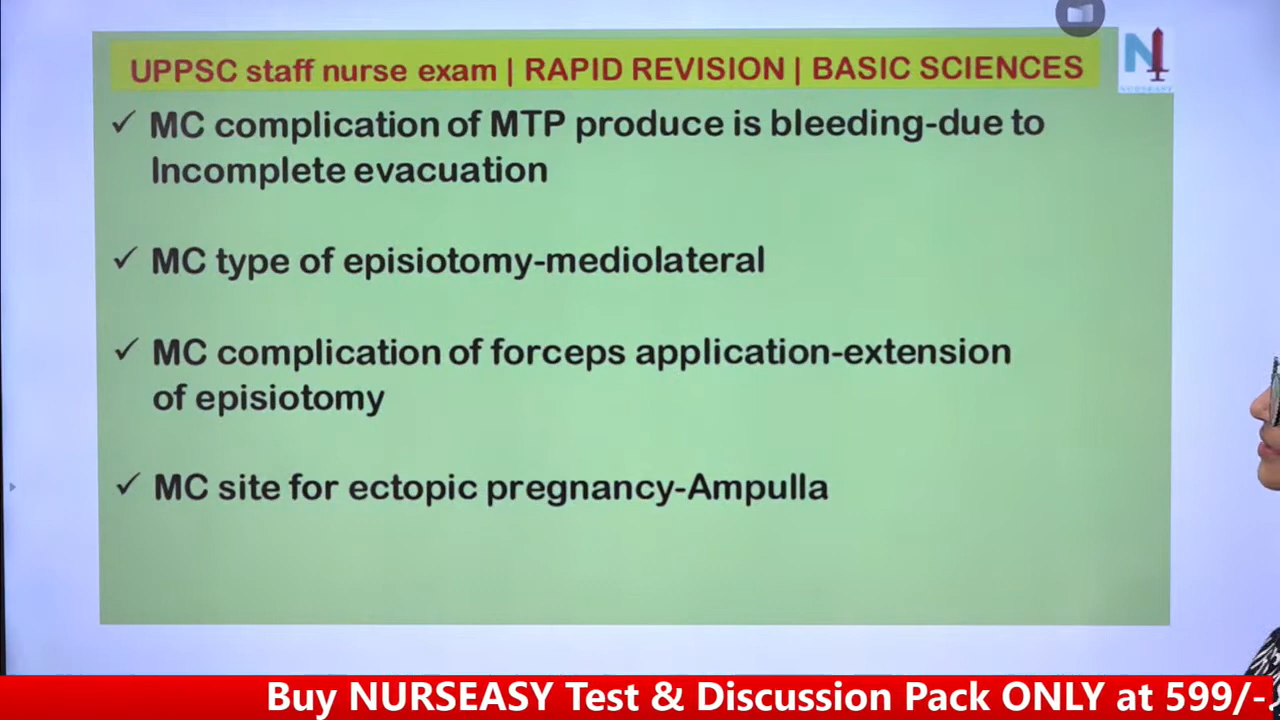 UPPSC staff nurse exam | RAPID REVISION | BASIC SCIENCES
N
NURSEASY
✓ MC complication of MTP produce is bleeding-due to
Incomplete evacuation
✓ MC type of episiotomy-mediolateral
✓ MC complication of forceps application-extension
of episiotomy
✓ MC site for ectopic pregnancy-Ampulla
Buy NURSEASY Test & Discussion Pack ONLY at 599/-.